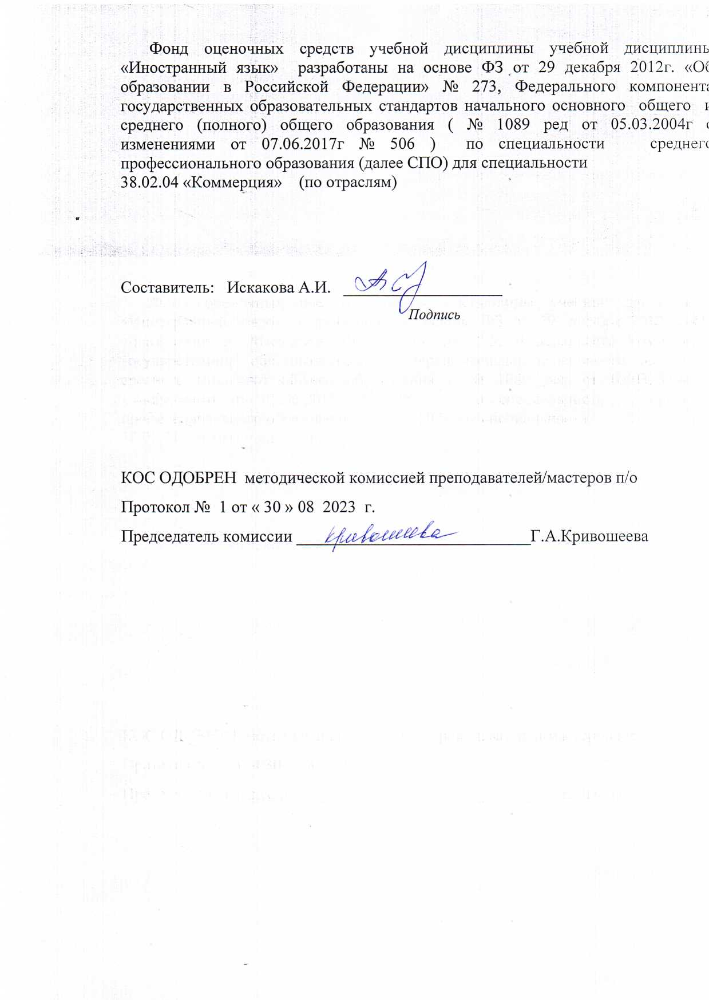 Фонд оценочных средств учебной дисциплины учебной дисциплины
«Иностранный язык» разработаны на основе ФЗ от 29 декабря 2012г. «Об
образовании в Российской Федерации» № 273, Федерального компонента
государственных образовательных стандартов начального основного общего и
среднего (полного) общего образования ( № 1089 ред от 05.03.2004г с
изменениями от 07.06.2017г № 506 ) по специальности среднего
профессионального образования (далее СПО) для специальности
38.02.04 «Коммерция» (по отраслям)
Составитель: Искакова А.И.
Подпись
КОС ОДОБРЕН методической комиссией преподавателей/мастеров п/о
Протокол № 1 от « 30 » 08 2023 г.
Председатель комиссии Кривошеева Г.А.Кривошеева